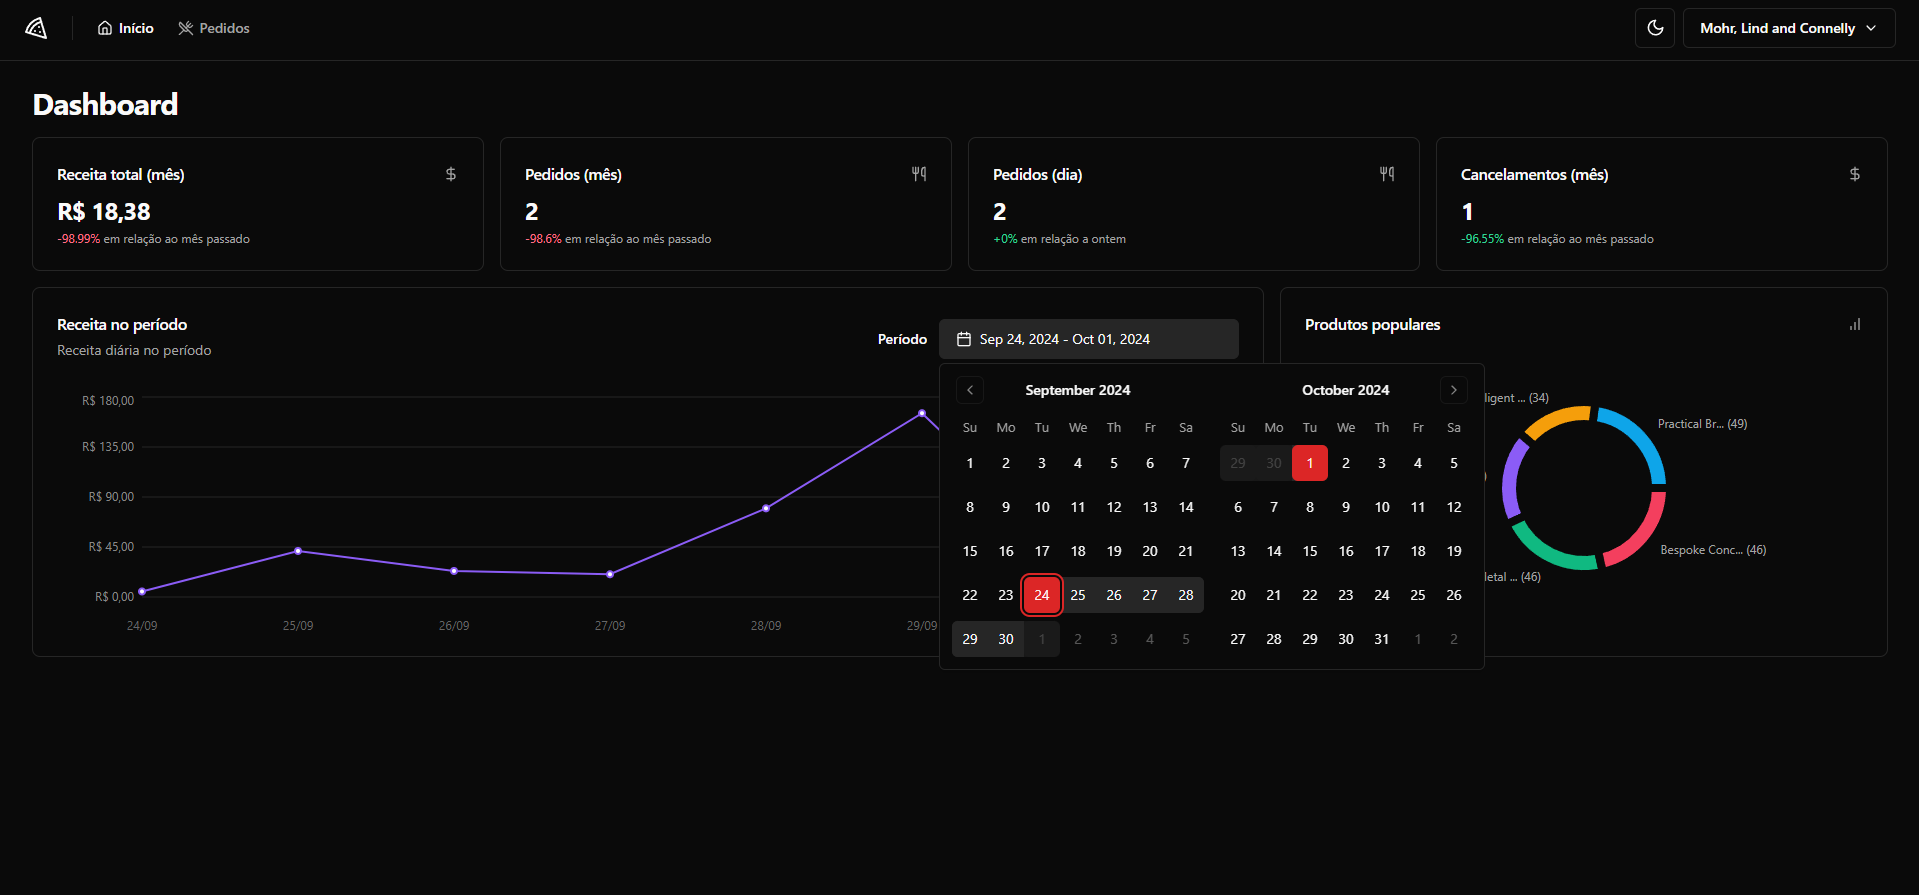 Início
Pedidos
Mohr, Lind and Connelly
Dashboard
Receita total (mês)
R$ 18,38
-98.99% em relação ao mês passado
Pedidos (mês)
2
-98.6% em relação ao mês passado
Pedidos (dia)
2
+0% em relação a ontem
Cancelamentos (mês)
1
-96.55% em relação ao mês passado
Receita no período
Receita diária no período
Período
Sep 24, 2024 - Oct 01, 2024
R$ 180,00
R$ 135,00
R$ 90,00
R$ 45,00
R$ 0,00
24/09 25/09 26/09 27/09 28/09 29/09
September 2024
Su Mo Tu We Th Fr Sa
1 2 3 4 5 6 7
8 9 10 11 12 13 14
15 16 17 18 19 20 21
22 23 24 25 26 27 28
29 30 1 2 3 4 5
October 2024
Su Mo Tu We Th Fr Sa
29 30 1 2 3 4 5
6 7 8 9 10 11 12
13 14 15 16 17 18 19
20 21 22 23 24 25 26
27 28 29 30 31 1 2
Produtos populares
ligent ... (34)
Practical Br... (49)
Bespoke Conc... (46)
letal ... (46)